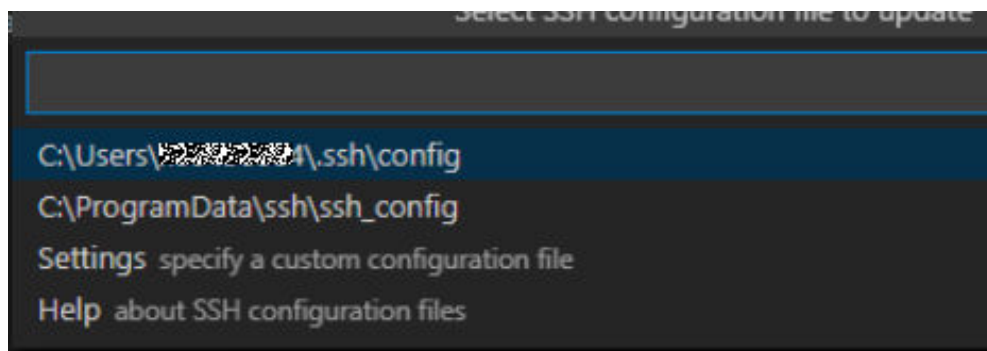 Select SSH configuration file to update
C:\Users\4\.ssh\config
C:\ProgramData\ssh\ssh_config
Settings specify a custom configuration file
Help about SSH configuration files